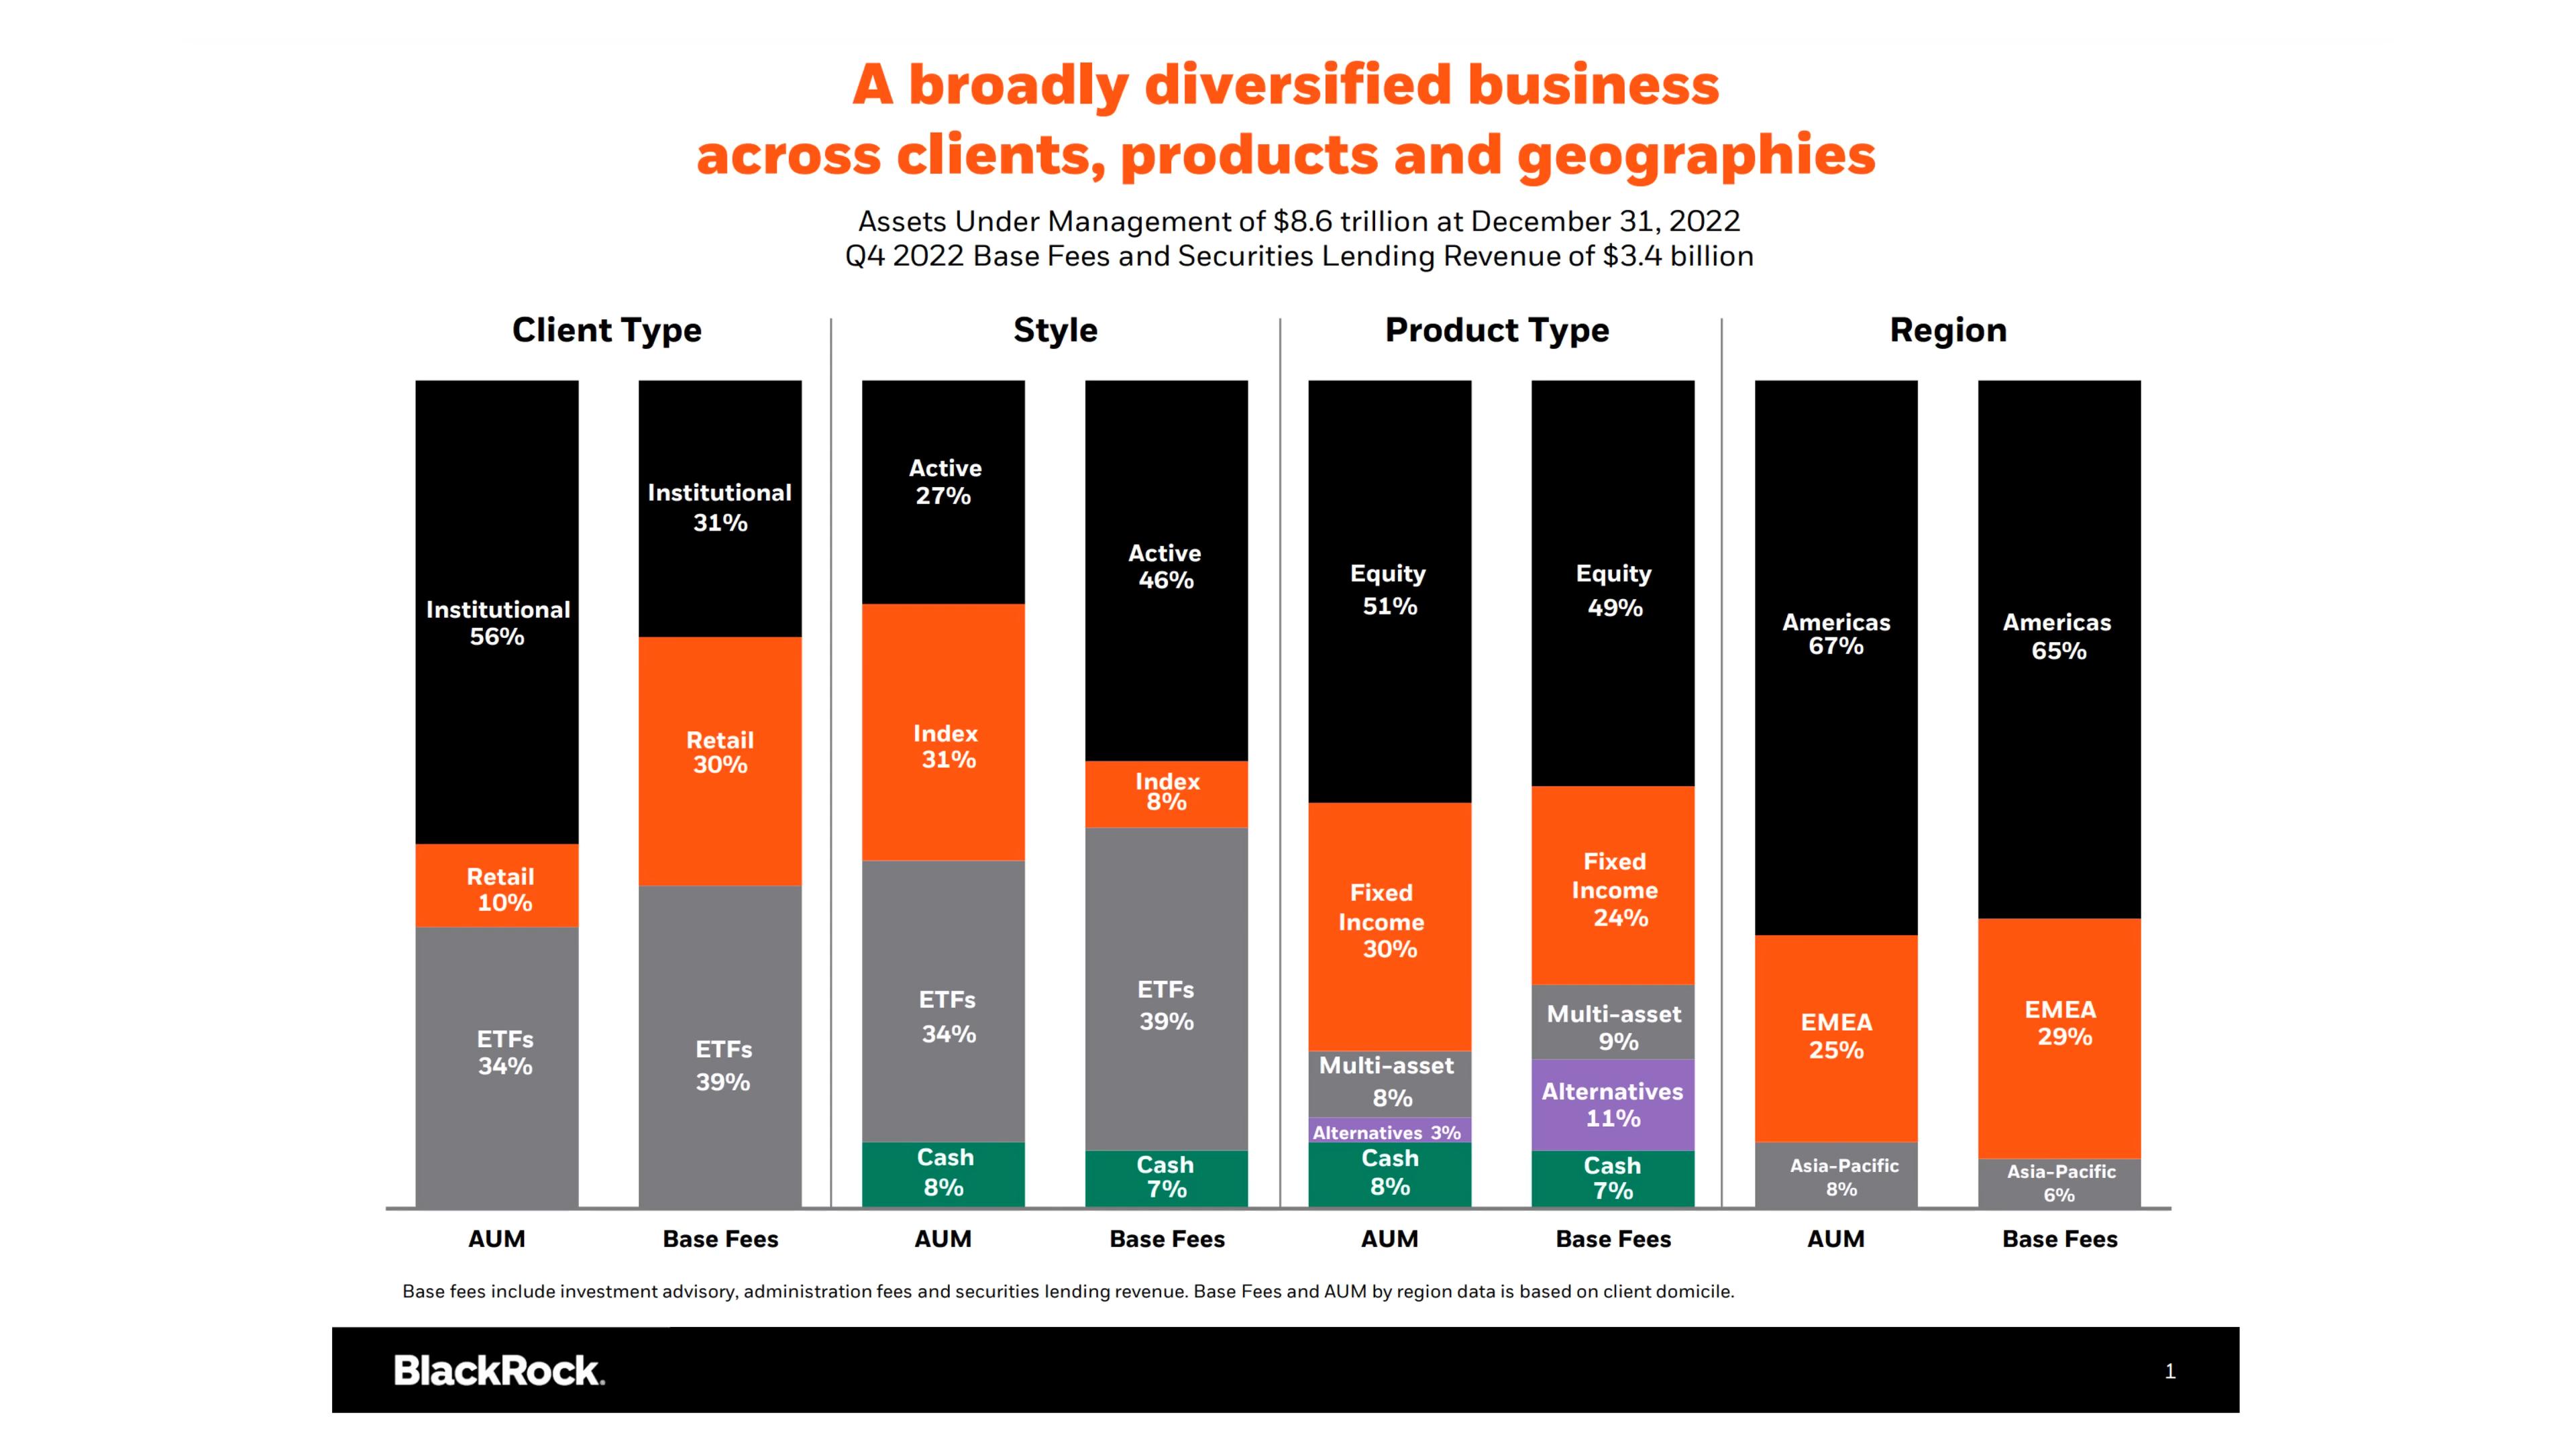 A broadly diversified business
across clients, products and geographies
Assets Under Management of $8.6 trillion at December 31, 2022
Q4 2022 Base Fees and Securities Lending Revenue of $3.4 billion
Client Type
Institutional
56%
Retail
10%
ETFs
34%
AUM
Institutional
31%
Retail
30%
ETFs
39%
Base Fees
Style
Active
27%
Index
31%
ETFs
34%
Cash
8%
AUM
Active
46%
Index
8%
ETFs
39%
Cash
7%
Base Fees
Product Type
Equity
51%
Fixed
Income
30%
Multi-asset
8%
Alternatives 3%
Cash
8%
AUM
Equity
49%
Fixed
Income
24%
Multi-asset
9%
Alternatives
11%
Cash
7%
Base Fees
Region
Americas
67%
EMEA
25%
Asia-Pacific
8%
AUM
Americas
65%
EMEA
29%
Asia-Pacific
6%
Base Fees
Base fees include investment advisory, administration fees and securities lending revenue. Base Fees and AUM by region data is based on client domicile.
BlackRock.
1